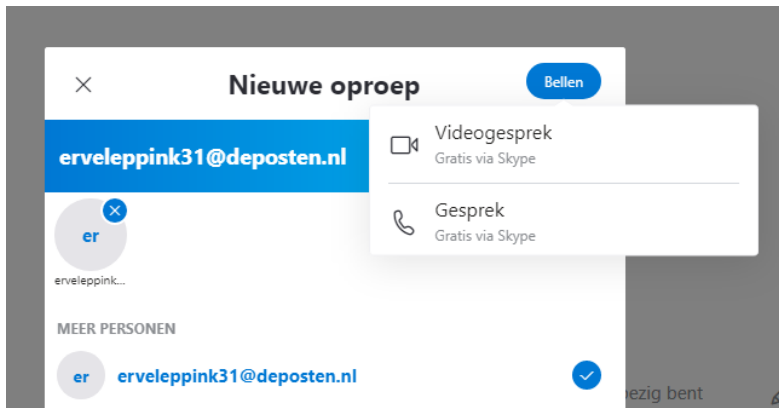 Nieuwe oproep
Bellen
erveleppink31@deposten.nl
Videogesprek
Gratis via Skype
Gesprek
Gratis via Skype
er
erveleppink...
MEER PERSONEN
er erveleppink31@deposten.nl
bezig bent